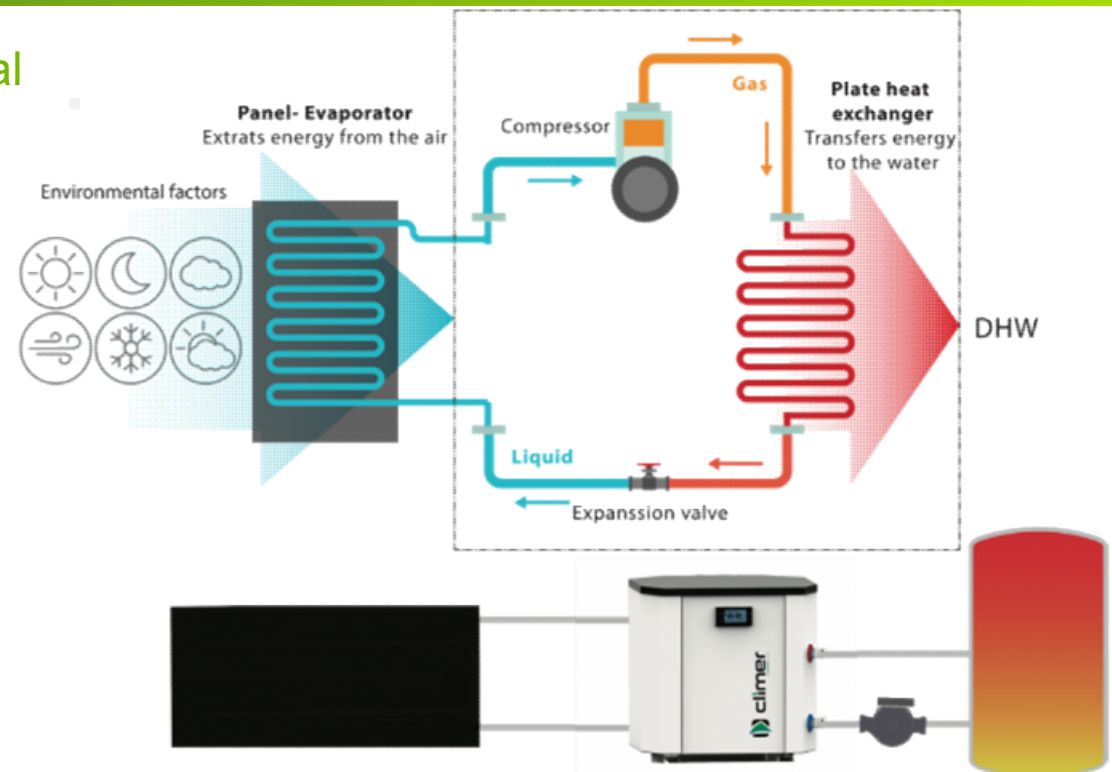 al
Panel- Evaporator
Extrats energy from the air
Environmental factors
Compressor
Gas
Plate heat
exchanger
Transfers energy
to the water
DHW
Liquid
Expanssion valve
climer